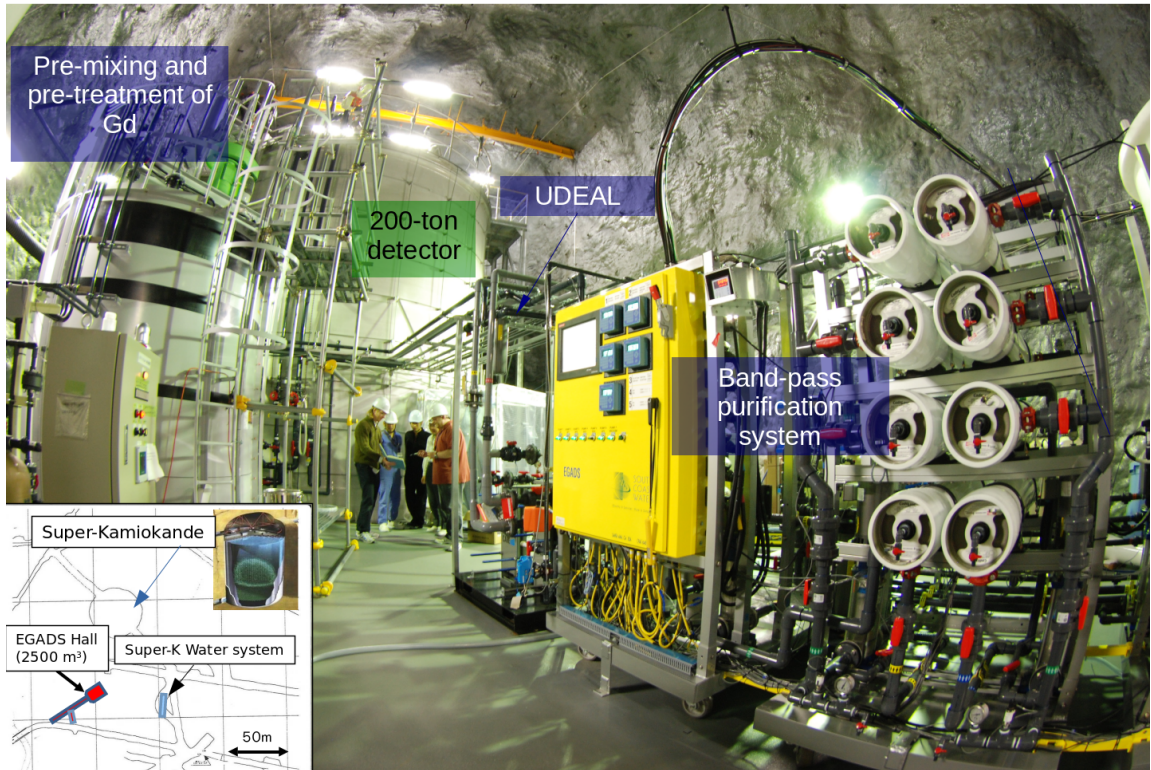 Pre-mixing and
pre-treatment of
Gd
UDEAL
200-ton
detector
Band-pass
purification
system
EGADS
Super-Kamiokande
EGADS Hall
(2500 m³)
Super-K Water system
50m